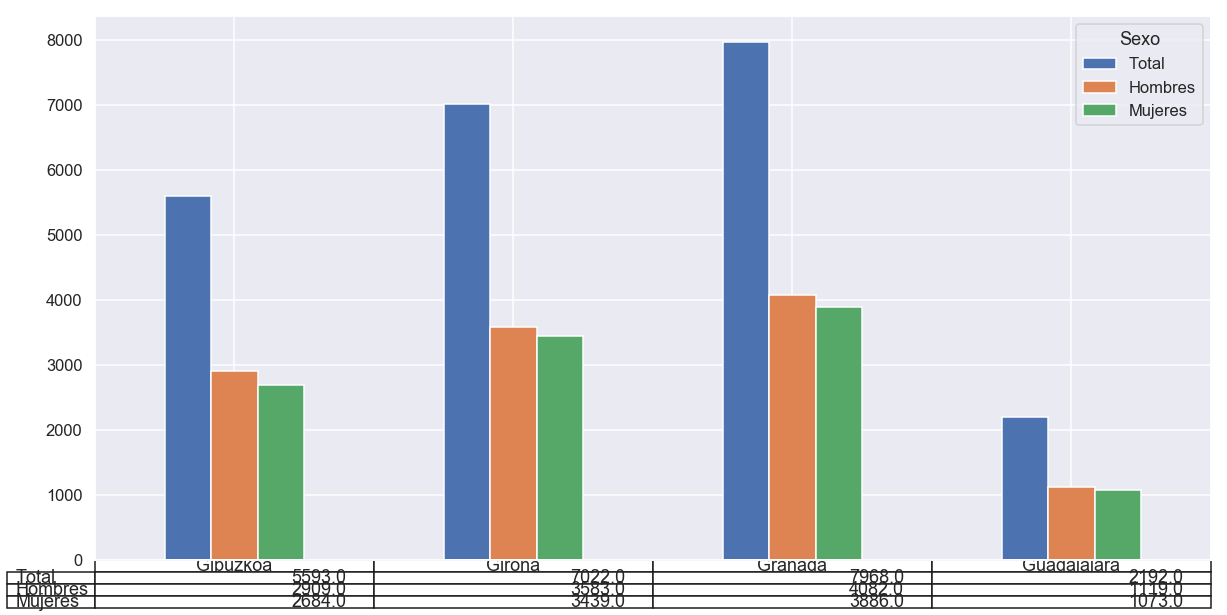 8000
7000
6000
5000
4000
3000
2000
1000
0
Sexo
Total
Hombres
Mujeres
Gibuzkoa Girona Granada Guadalajara
Total 5593.0 7022.0 7968.0 2192.0
Hombres 2909.0 3583.0 4082.0 1119.0
Mujeres 2684.0 3439.0 3886.0 1073.0